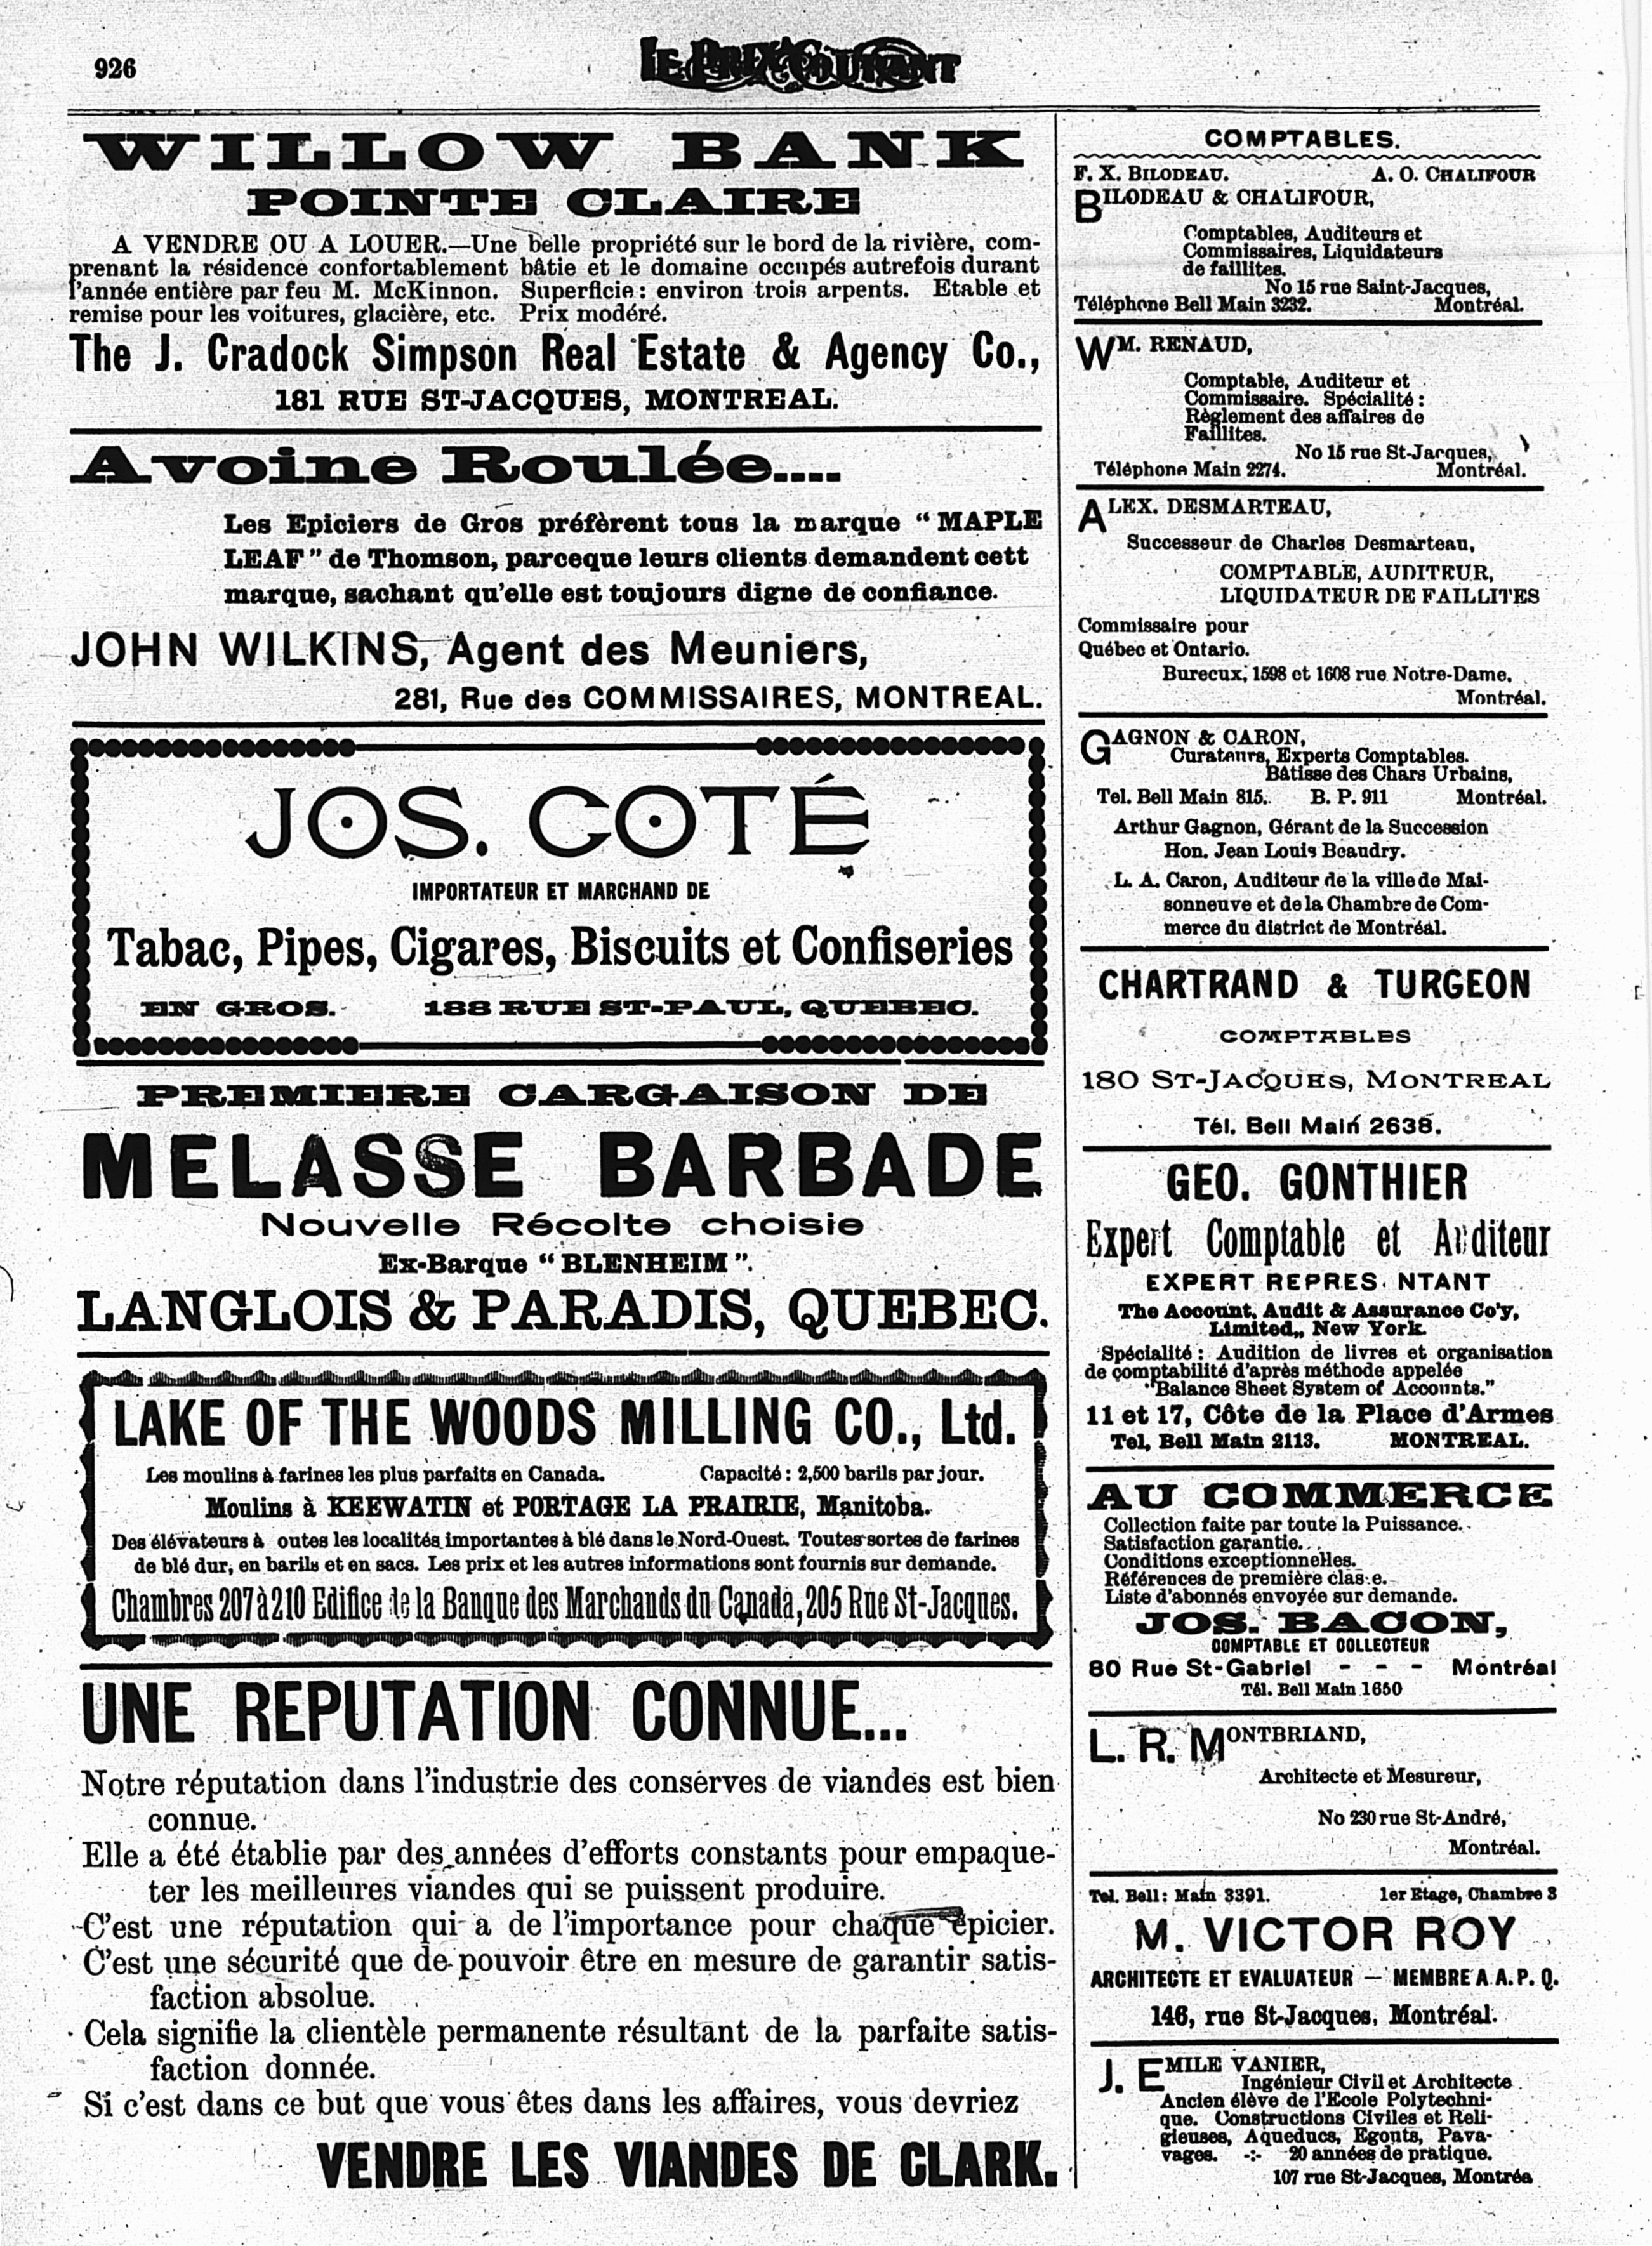 926
LE PRIX COURANT
WILLOW BANK
POINTE CLAIRE
A VENDRE OU A LOUER.—Une belle propriété sur le bord de la rivière, com-
prenant la résidence confortablement bâtie et le domaine occupés autrefois durant
l'année entière par feu M. McKinnon. Superficie: environ trois arpents. Etable et
remise pour les voitures, glacière, etc. Prix modéré.
The J. Cradock Simpson Real Estate & Agency Co.,
181 RUE ST-JACQUES, MONTREAL.
Avoine Roulée....
Les Epiciers de Gros préfèrent tous la marque “MAPLE
LEAF” de Thomson, parceque leurs clients demandent cett
marque, sachant qu'elle est toujours digne de confiance.
JOHN WILKINS, Agent des Meuniers,
281, Rue des COMMISSAIRES, MONTREAL.
JOS. COTÉ
IMPORTATEUR ET MARCHAND DE
Tabac, Pipes, Cigares, Biscuits et Confiseries
EN GROS. 188 RUE ST-PAUL, QUEBEC.
PREMIERE CARGAISON DE
MELASSE BARBADE
Nouvelle Récolte choisie
Ex-Barque “BLENHEIM”.
LANGLOIS & PARADIS, QUEBEC.
LAKE OF THE WOODS MILLING CO., Ltd.
Les moulins à farines les plus parfaits en Canada. Capacité: 2,500 barils par jour.
Moulins à KEEWATIN et PORTAGE LA PRAIRIE, Manitoba.
Des élévateurs à outes les localités importantes à blé dans le Nord-Ouest. Toutes sortes de farines
de blé dur, en barils et en sacs. Les prix et les autres informations sont fournis sur demande.
Chambres 207 à 210 Edifice de la Banque des Marchands du Canada, 205 Rue St-Jacques.
UNE REPUTATION CONNUE...
Notre réputation dans l'industrie des conserves de viandes est bien
connue.
Elle a été établie par des années d'efforts constants pour empaque-
ter les meilleures viandes qui se puissent produire.
C'est une réputation qui a de l'importance pour chaque épicier.
C'est une sécurité que de pouvoir être en mesure de garantir satis-
faction absolue.
Cela signifie la clientèle permanente résultant de la parfaite satis-
faction donnée.
Si c'est dans ce but que vous êtes dans les affaires, vous devriez
VENDRE LES VIANDES DE CLARK.
COMPTABLES.
F. X. BILODEAU. A. O. CHALIFOUR
BILODEAU & CHALIFOUR,
Comptables, Auditeurs et
Commissaires, Liquidateurs
de faillites.
No 15 rue Saint-Jacques,
Téléphone Bell Main 3232. Montréal.
WM. RENAUD,
Comptable, Auditeur et
Commissaire. Spécialité:
Règlement des affaires de
Faillites.
No 15 rue St-Jacques,
Téléphone Main 2274. Montréal.
ALEX. DESMARTEAU,
Successeur de Charles Desmarteau,
COMPTABLE, AUDITEUR,
LIQUIDATEUR DE FAILLITES
Commissaire pour
Québec et Ontario.
Bureaux, 1598 et 1608 rue Notre-Dame,
Montréal.
GAGNON & CARON,
Curateurs, Experts Comptables.
Bâtisse des Chars Urbains,
Tel. Bell Main 815. B. P. 911 Montréal.
Arthur Gagnon, Gérant de la Succession
Hon. Jean Louis Beaudry.
L. A. Caron, Auditeur de la ville de Mai-
sonneuve et de la Chambre de Com-
merce du district de Montréal.
CHARTRAND & TURGEON
COMPTABLES
180 ST-JACQUES, MONTREAL
Tél. Bell Main 2638.
GEO. GONTHIER
Expert Comptable et Auditeur
EXPERT REPRES NTANT
The Account, Audit & Assurance Co'y,
Limited,, New York.
Spécialité: Audition de livres et organisation
de comptabilité d'après méthode appelée
“Balance Sheet System of Accounts.”
11 et 17, Côte de la Place d'Armes
Tel, Bell Main 2113. MONTREAL.
AU COMMERCE
Collection faite par toute la Puissance.
Satisfaction garantie.
Conditions exceptionnelles.
Références de première clas e.
Liste d'abonnés envoyée sur demande.
JOS. BACON,
COMPTABLE ET COLLECTEUR
80 Rue St-Gabriel - - - Montréal
Tél. Bell Main 1650
L. R. MONTBRIAND,
Architecte et Mesureur,
No 230 rue St-André,
Montréal.
Tel. Bell: Main 3391. 1er Etage, Chambre 3
M. VICTOR ROY
ARCHITECTE ET EVALUATEUR — MEMBRE A.A.P.Q.
146, rue St-Jacques, Montréal.
J. EMILE VANIER,
Ingénieur Civil et Architecte
Ancien élève de l'Ecole Polytechni-
que. Constructions Civiles et Reli-
gieuses, Aqueducs, Egouts, Pava-
vages. -:- 20 années de pratique.
107 rue St-Jacques, Montréa